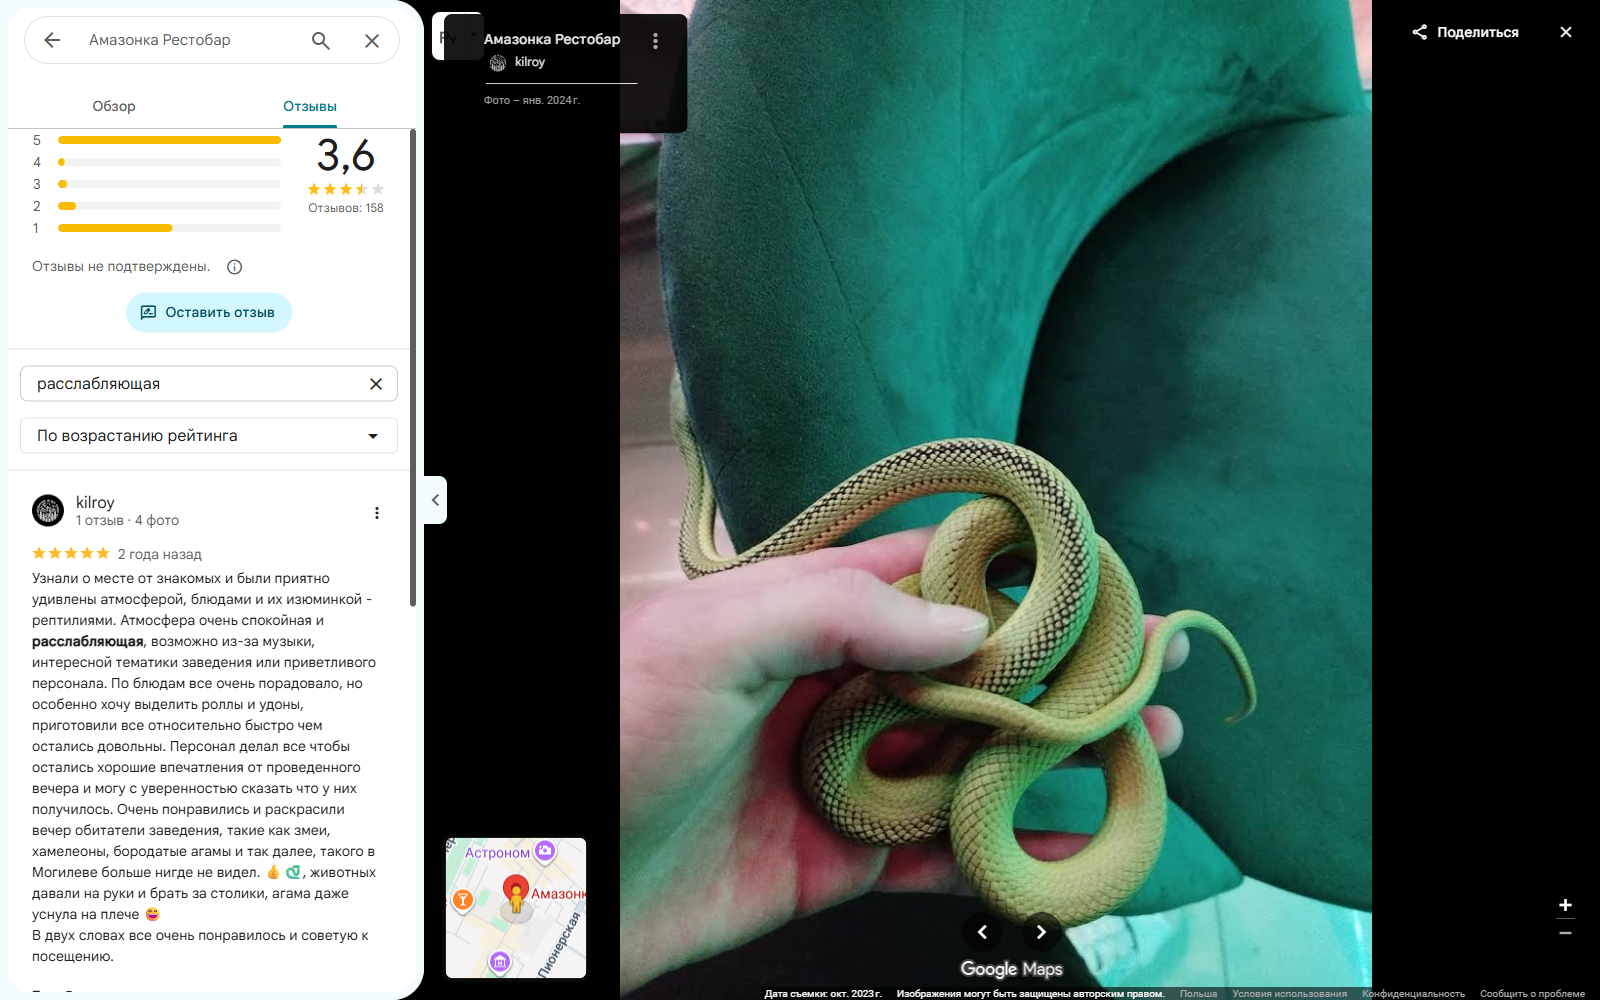 Амазонка Рестобар
Обзор
Отзывы
5
4
3
2
1
3,6
Отзывов: 158
Отзывы не подтверждены.
Оставить отзыв
расслабляющая
По возрастанию рейтинга
kilroy
1 отзыв · 4 фото
2 года назад
Узнали о месте от знакомых и были приятно
удивлены атмосферой, блюдами и их изюминкой -
рептилиями. Атмосфера очень спокойная и
расслабляющая, возможно из-за музыки,
интересной тематики заведения или приветливого
персонала. По блюдам все очень порадовало, но
особенно хочу выделить роллы и удоны,
приготовили все относительно быстро чем
остались довольны. Персонал делал все чтобы
остались хорошие впечатления от проведенного
вечера и могу с уверенностью сказать что у них
получилось. Очень понравились и раскрасили
вечер обитатели заведения, такие как змеи,
хамелеоны, бородатые агамы и так далее, такого в
Могилеве больше нигде не видел. 👍 🐍, животных
давали на руки и брать за столики, агама даже
уснула на плече 😄
В двух словах все очень понравилось и советую к
посещению.
Амазонка Рестобар
kilroy
Фото – янв. 2024 г.
Поделиться
Астроном
Амазонк
Пионерская
Google Maps
Дата съемки: окт. 2023 г. Изображения могут быть защищены авторским правом. Польша Условия использования Конфиденциальность Сообщить о проблеме